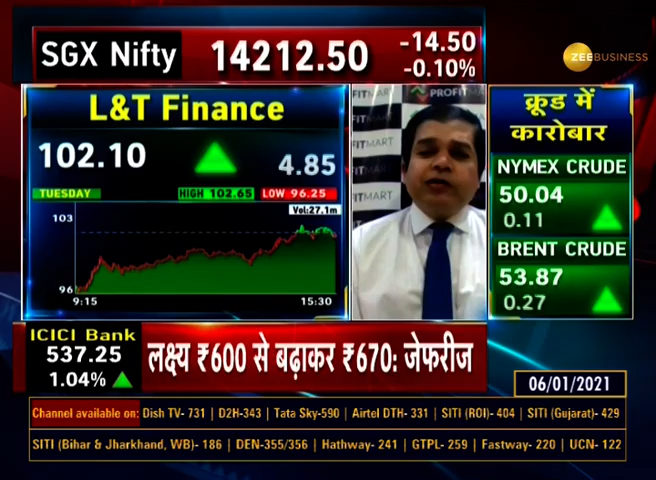 SGX Nifty 14212.50 -14.50
-0.10%
ZEE BUSINESS
L&T Finance
102.10 4.85
TUESDAY HIGH 102.65 LOW 96.25
Vol:27.1m
103
96
9:15 15:30
PROFITM
FITMART
FITMART
क्रूड में
कारोबार
NYMEX CRUDE
50.04
0.11
BRENT CRUDE
53.87
0.27
ICICI Bank
537.25
1.04%
लक्ष्य ₹600 से बढ़ाकर ₹670: जेफरीज
06/01/2021
Channel available on: Dish TV- 731 | D2H-343 | Tata Sky-590 | Airtel DTH- 331 | SITI (ROI)- 404 | SITI (Gujarat)- 429
SITI (Bihar & Jharkhand, WB)- 186 | DEN-355/356 | Hathway- 241 | GTPL- 259 | Fastway- 220 | UCN- 122